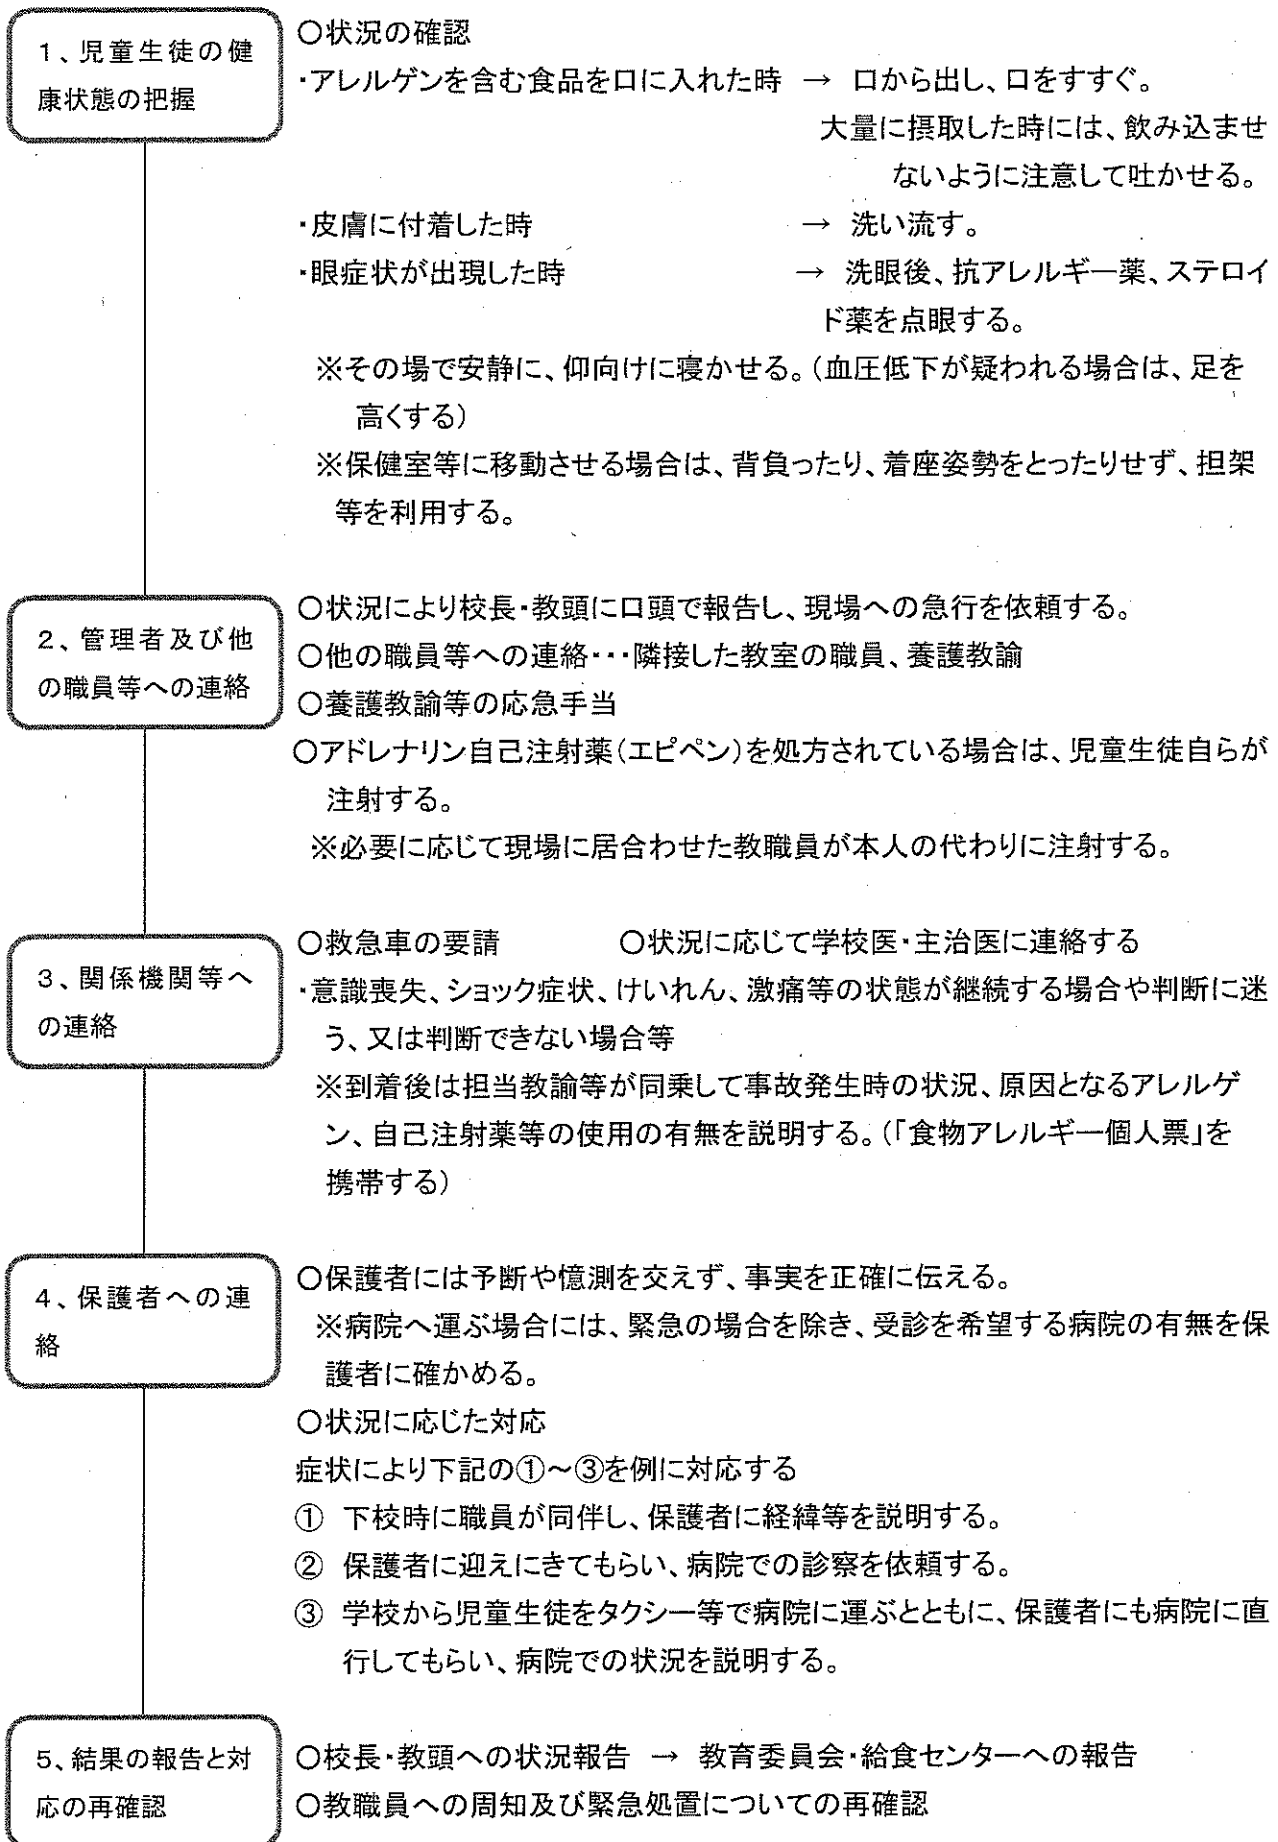 1、児童生徒の健
康状態の把握
〇状況の確認
・アレルゲンを含む食品を口に入れた時 → 口から出し、口をすすぐ。
大量に摂取した時には、飲み込ませ
ないように注意して吐かせる。
・皮膚に付着した時 → 洗い流す。
・眼症状が出現した時 → 洗眼後、抗アレルギー薬、ステロイ
ド薬を点眼する。
※その場で安静に、仰向けに寝かせる。(血圧低下が疑われる場合は、足を
高くする)
※保健室等に移動させる場合は、背負ったり、着座姿勢をとったりせず、担架
等を利用する。
2、管理者及び他
の職員等への連絡
〇状況により校長・教頭に口頭で報告し、現場への急行を依頼する。
〇他の職員等への連絡・・・隣接した教室の職員、養護教諭
〇養護教諭等の応急手当
〇アドレナリン自己注射薬(エピペン)を処方されている場合は、児童生徒自らが
注射する。
※必要に応じて現場に居合わせた教職員が本人の代わりに注射する。
3、関係機関等へ
の連絡
〇救急車の要請 〇状況に応じて学校医・主治医に連絡する
・意識喪失、ショック症状、けいれん、激痛等の状態が継続する場合や判断に迷
う、又は判断できない場合等
※到着後は担当教諭等が同乗して事故発生時の状況、原因となるアレルゲ
ン、自己注射薬等の使用の有無を説明する。(「食物アレルギー個人票」を
携帯する)
4、保護者への連
絡
〇保護者には予断や憶測を交えず、事実を正確に伝える。
※病院へ運ぶ場合には、緊急の場合を除き、受診を希望する病院の有無を保
護者に確かめる。
〇状況に応じた対応
症状により下記の①~③を例に対応する
① 下校時に職員が同伴し、保護者に経緯等を説明する。
② 保護者に迎えにきてもらい、病院での診察を依頼する。
③ 学校から児童生徒をタクシー等で病院に運ぶとともに、保護者にも病院に直
行してもらい、病院での状況を説明する。
5、結果の報告と対
応の再確認
〇校長・教頭への状況報告 → 教育委員会・給食センターへの報告
〇教職員への周知及び緊急処置についての再確認